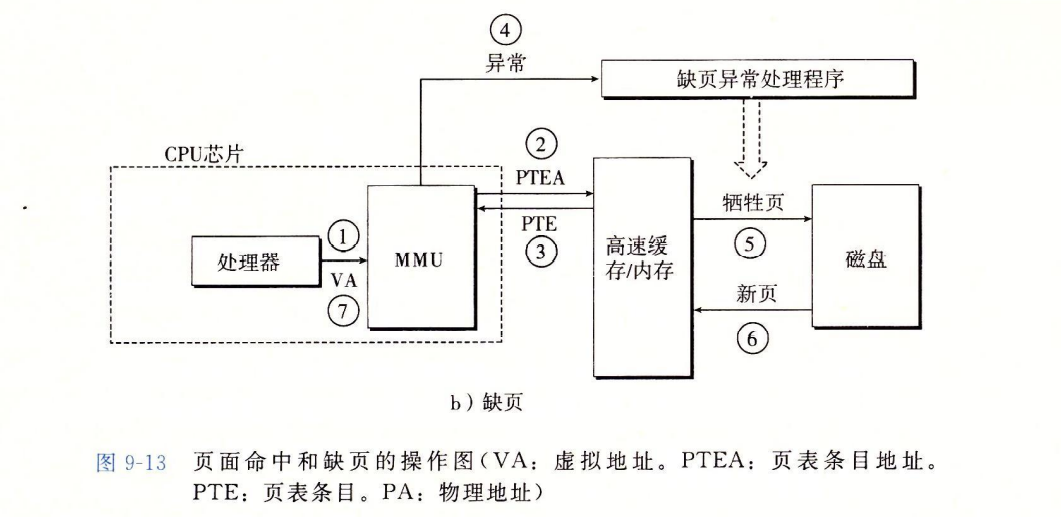 ④
异常
缺页异常处理程序
CPU芯片
②
PTEA
牺牲页
①
PTE
处理器
MMU
③
高速缓
存/内存
⑤
磁盘
VA
新页
⑦
⑥
b）缺页
图 9-13 页面命中和缺页的操作图（VA：虚拟地址。PTEA：页表条目地址。
PTE：页表条目。PA：物理地址）